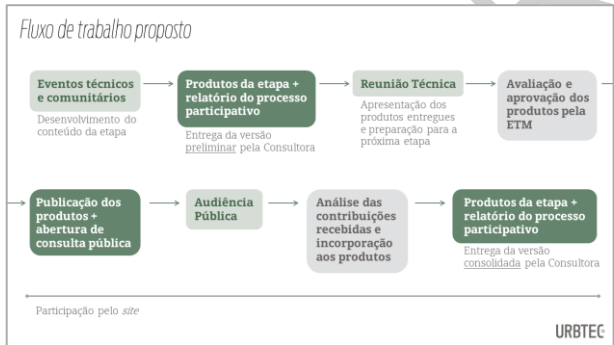 Fluxo de trabalho proposto
Eventos técnicos
e comunitários
Desenvolvimento do
conteúdo da etapa
Produtos da etapa +
relatório do processo
participativo
Entrega da versão
preliminar pela Consultora
Reunião Técnica
Apresentação dos
produtos entregues
e preparação para a
próxima etapa
Avaliação e
aprovação dos
produtos pela
ETM
Publicação dos
produtos +
abertura de
consulta pública
Audiência
Pública
Análise das
contribuições
recebidas e
incorporação
aos produtos
Produtos da etapa +
relatório do processo
participativo
Entrega da versão
consolidada pela Consultora
Participação pelo site
URBTEC